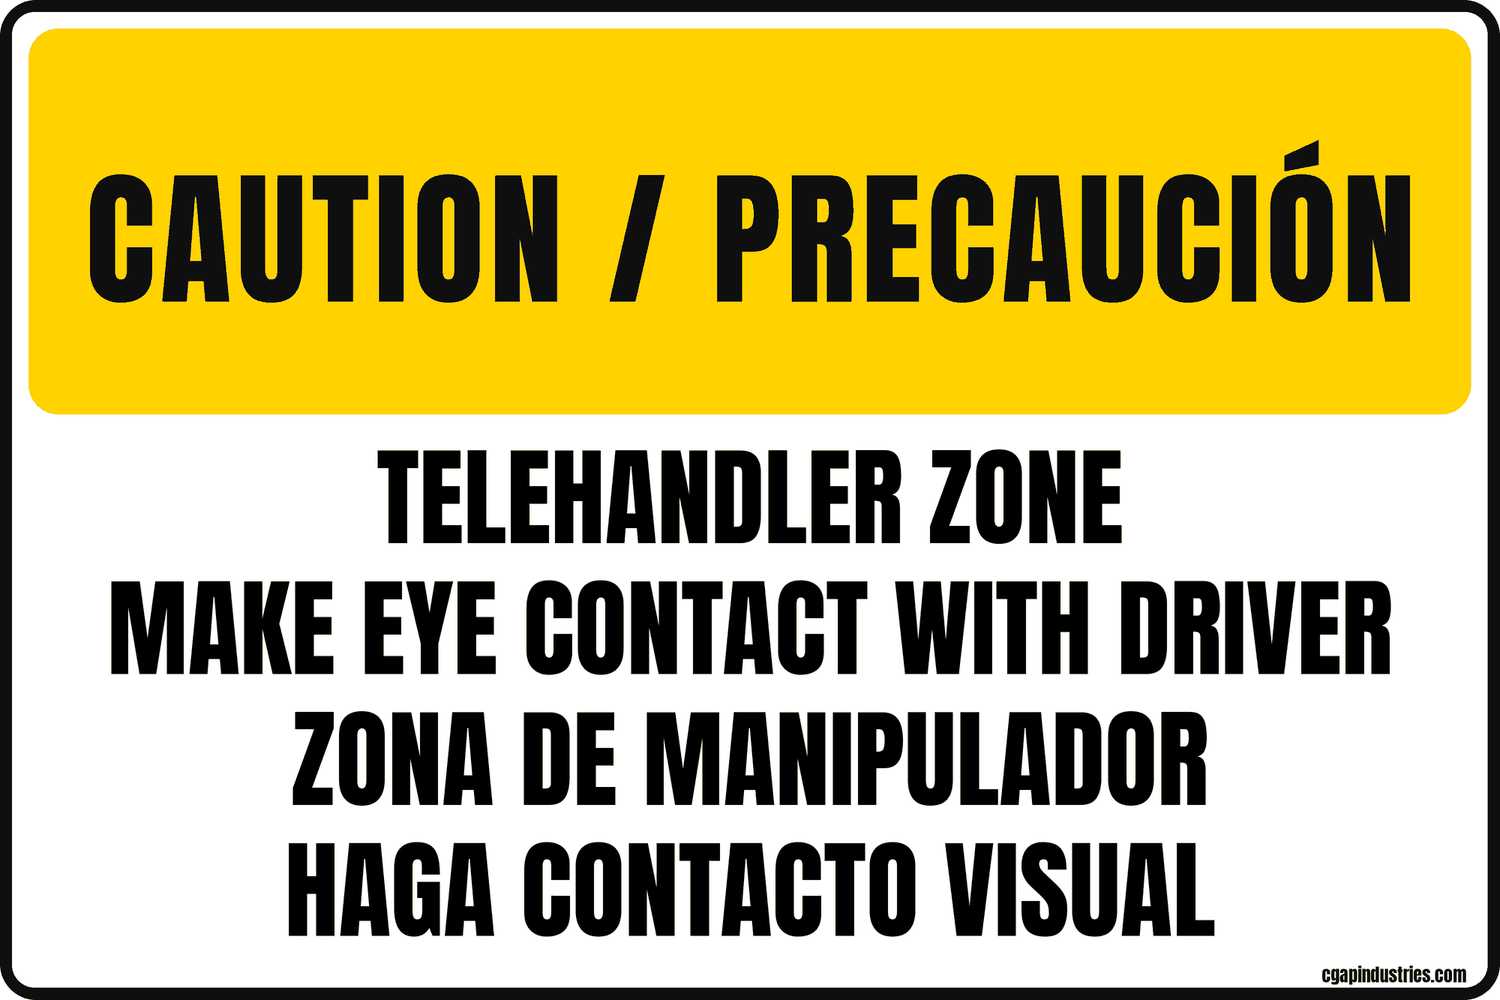 CAUTION / PRECAUCIÓN
TELEHANDLER ZONE
MAKE EYE CONTACT WITH DRIVER
ZONA DE MANIPULADOR
HAGA CONTACTO VISUAL
cgapindustries.com